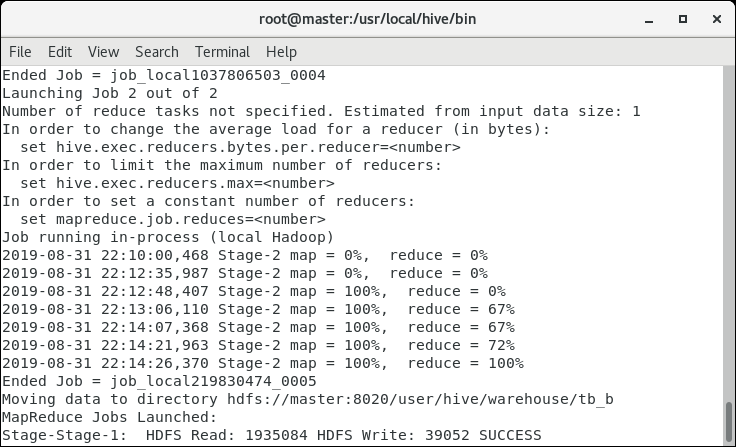 root@master:/usr/local/hive/bin
File Edit View Search Terminal Help
Ended Job = job_local1037806503_0004
Launching Job 2 out of 2
Number of reduce tasks not specified. Estimated from input data size: 1
In order to change the average load for a reducer (in bytes):
  set hive.exec.reducers.bytes.per.reducer=<number>
In order to limit the maximum number of reducers:
  set hive.exec.reducers.max=<number>
In order to set a constant number of reducers:
  set mapreduce.job.reduces=<number>
Job running in-process (local Hadoop)
2019-08-31 22:10:00,468 Stage-2 map = 0%,  reduce = 0%
2019-08-31 22:12:35,987 Stage-2 map = 0%,  reduce = 0%
2019-08-31 22:12:48,407 Stage-2 map = 100%,  reduce = 0%
2019-08-31 22:13:06,110 Stage-2 map = 100%,  reduce = 67%
2019-08-31 22:14:07,368 Stage-2 map = 100%,  reduce = 67%
2019-08-31 22:14:21,963 Stage-2 map = 100%,  reduce = 72%
2019-08-31 22:14:26,370 Stage-2 map = 100%,  reduce = 100%
Ended Job = job_local219830474_0005
Moving data to directory hdfs://master:8020/user/hive/warehouse/tb_b
MapReduce Jobs Launched:
Stage-Stage-1:  HDFS Read: 1935084 HDFS Write: 39052 SUCCESS